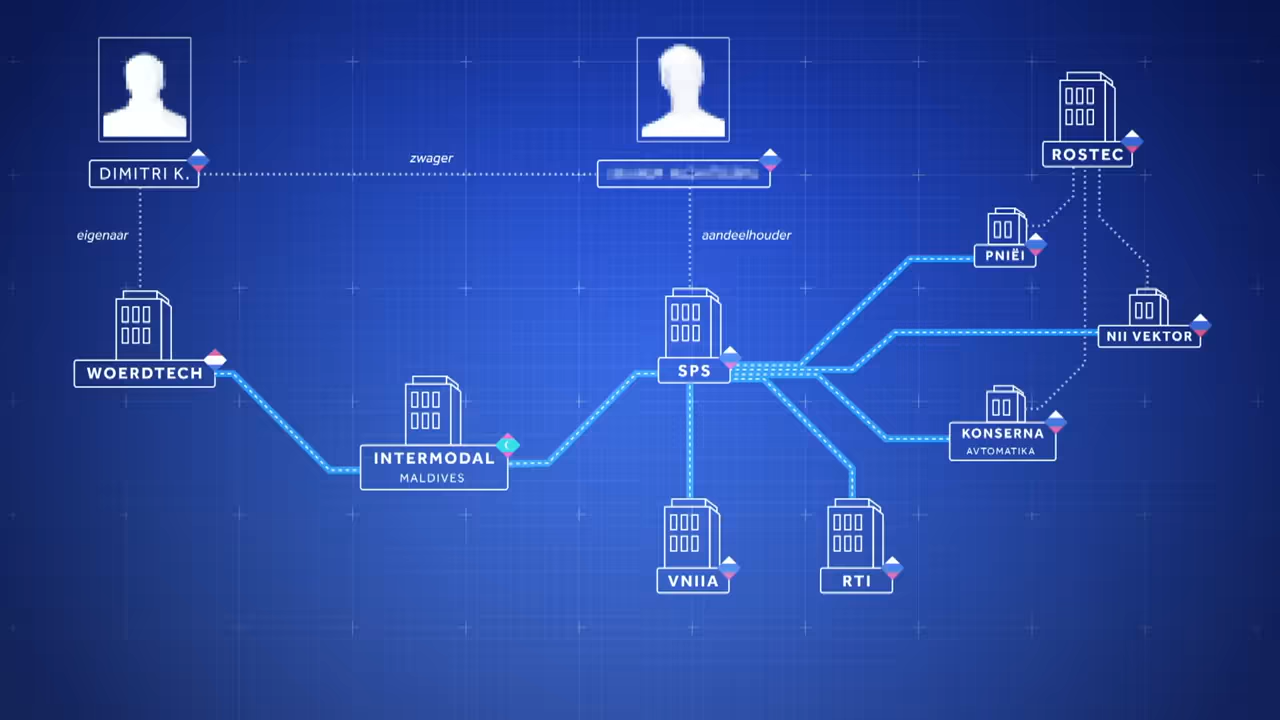 DIMITRI K.
zwager
eigenaar
aandeelhouder
ROSTEC
PNIËI
NII VEKTOR
WOERDTECH
SPS
INTERMODAL
MALDIVES
KONSERNA
AVTOMATIKA
VNIIA
RTI